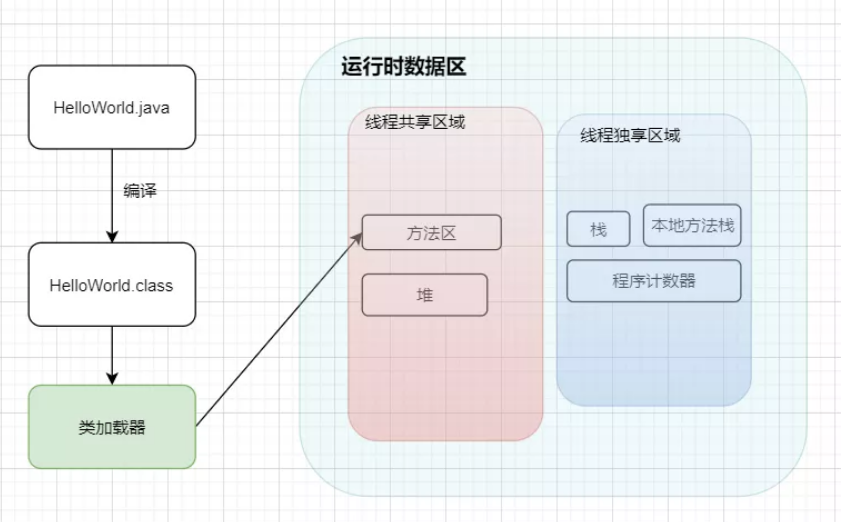 运行时数据区
HelloWorld.java
线程共享区域
线程独享区域
编译
方法区
栈
本地方法栈
HelloWorld.class
堆
程序计数器
类加载器